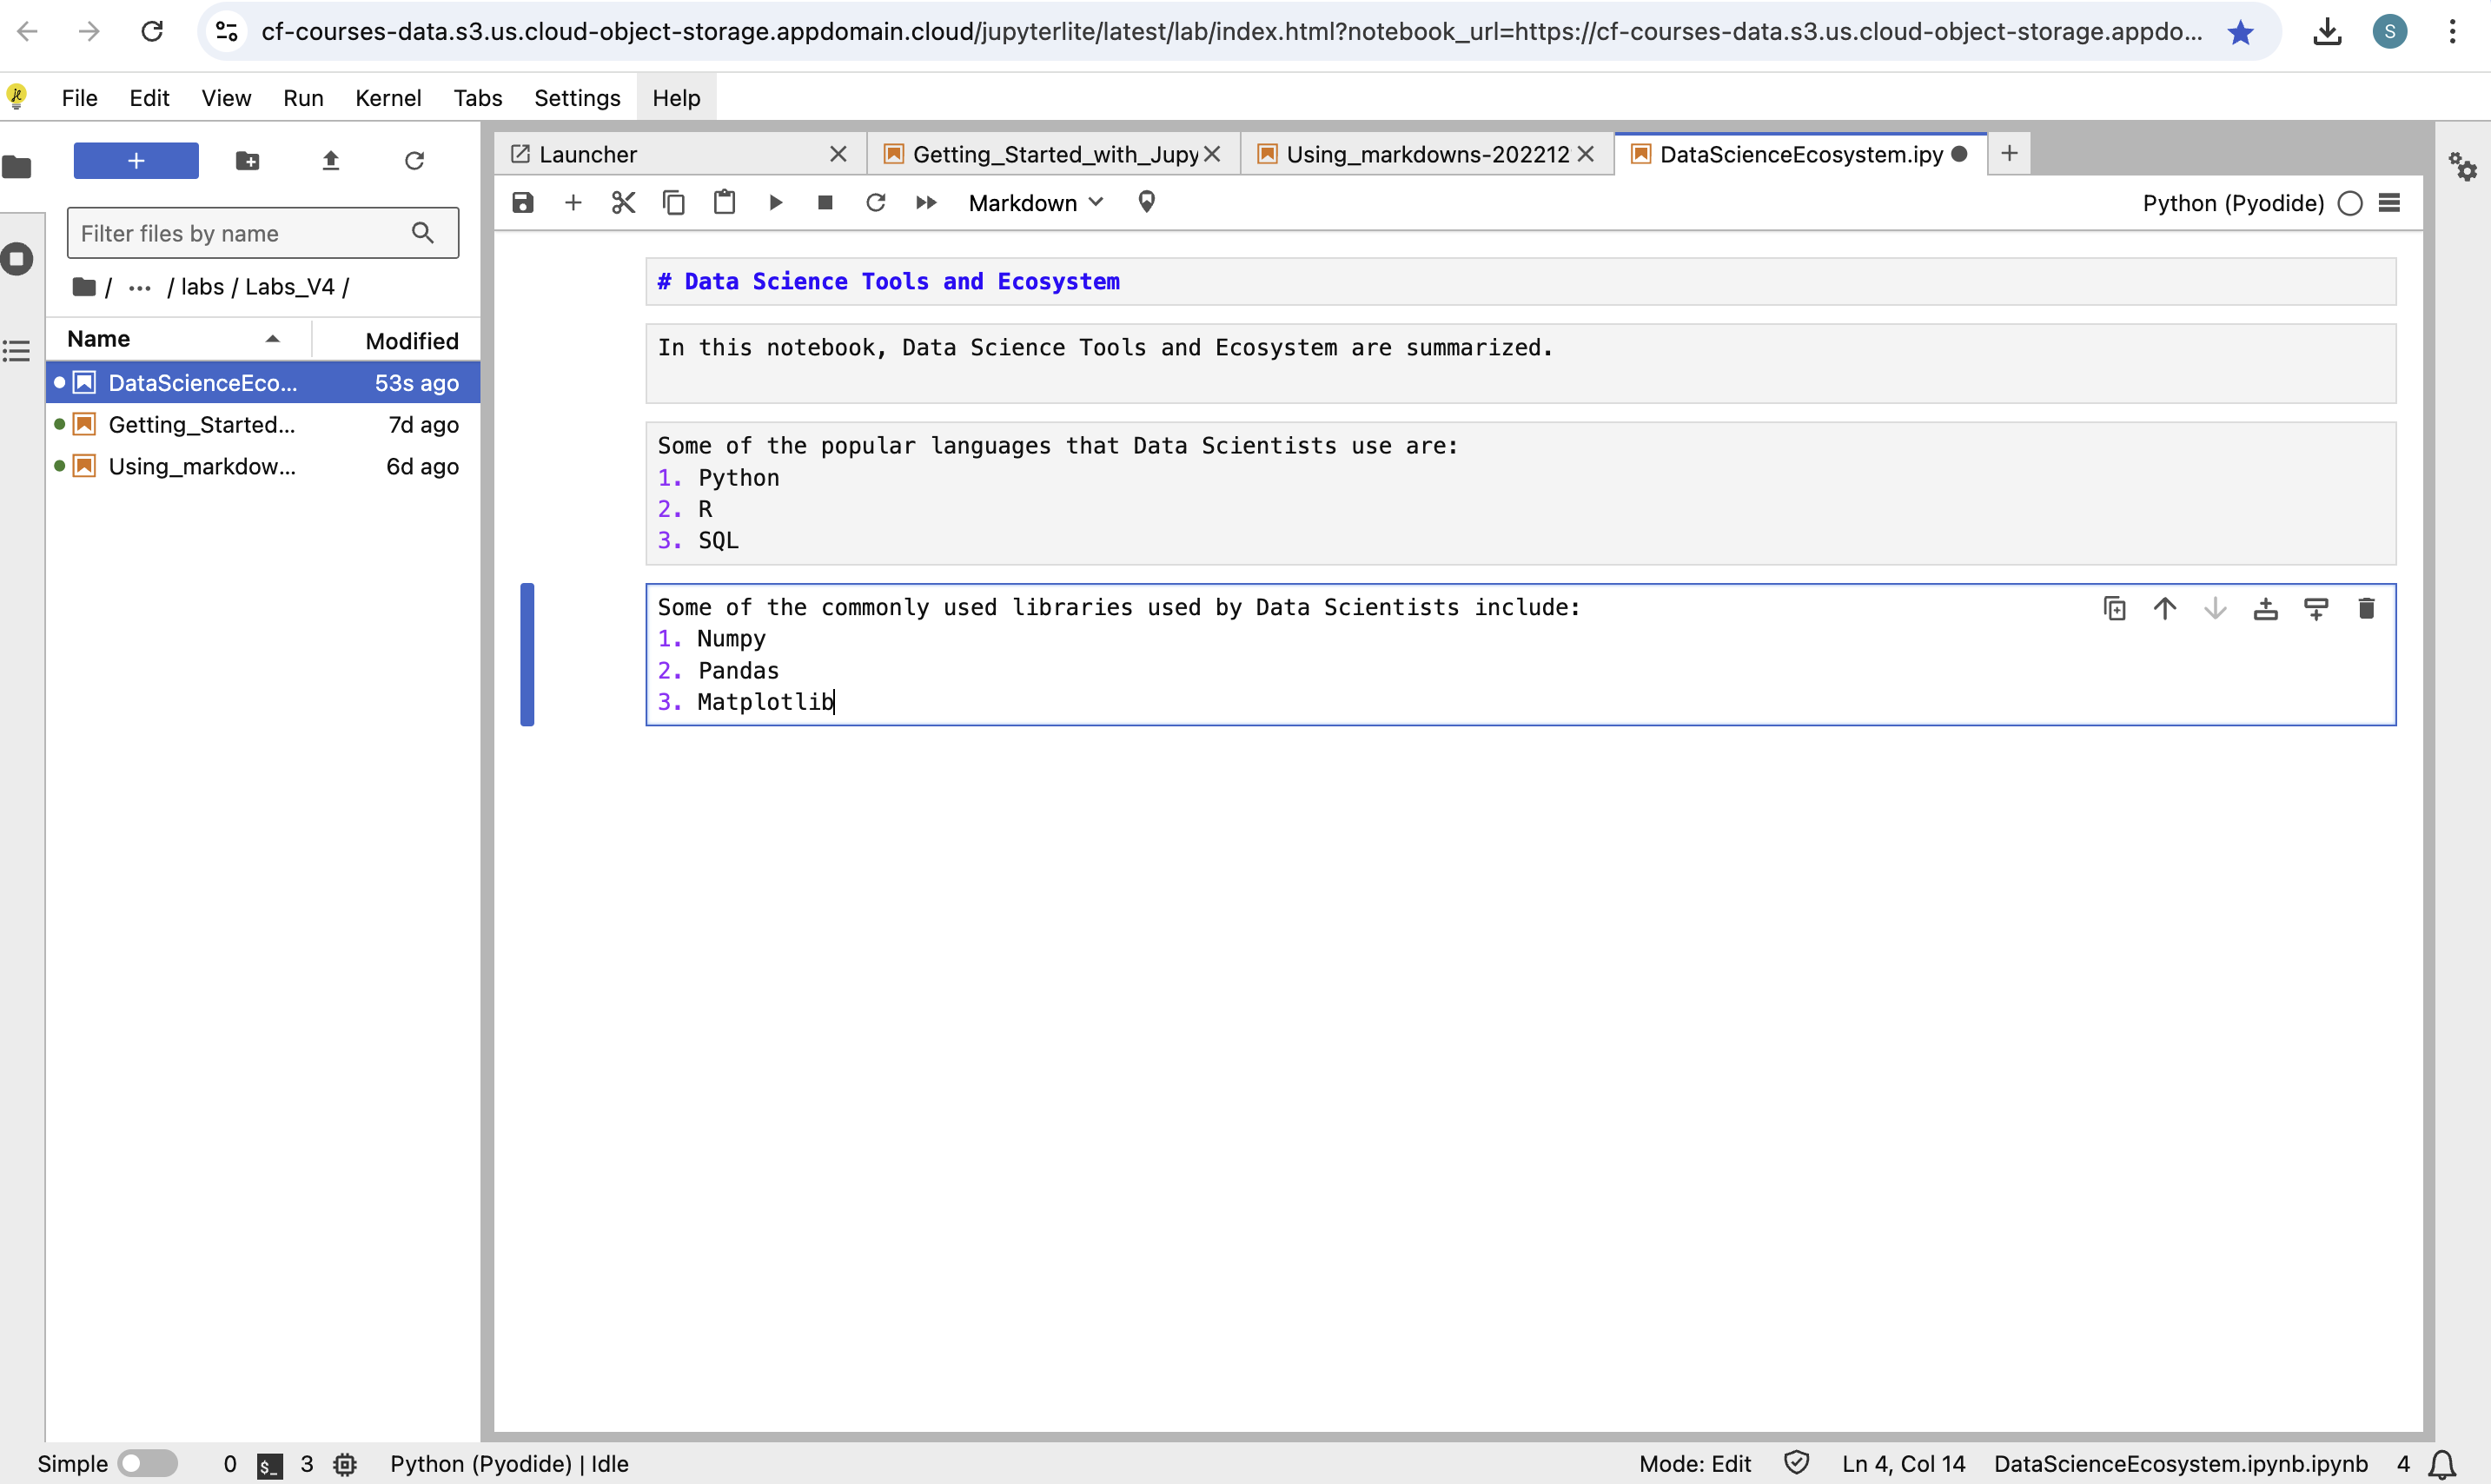 cf-courses-data.s3.us.cloud-object-storage.appdomain.cloud/jupyterlite/latest/lab/index.html?notebook_url=https://cf-courses-data.s3.us.cloud-object-storage.appdo...
S
File Edit View Run Kernel Tabs Settings Help
Launcher Getting_Started_with_Jupy Using_markdowns-202212 DataScienceEcosystem.ipy
Markdown Python (Pyodide)
Filter files by name
/ ... / labs / Labs_V4 /
Name Modified
DataScienceEco... 53s ago
Getting_Started... 7d ago
Using_markdow... 6d ago
# Data Science Tools and Ecosystem
In this notebook, Data Science Tools and Ecosystem are summarized.
Some of the popular languages that Data Scientists use are:
1. Python
2. R
3. SQL
Some of the commonly used libraries used by Data Scientists include:
1. Numpy
2. Pandas
3. Matplotlib
Simple 0 $_ 3 Python (Pyodide) | Idle Mode: Edit Ln 4, Col 14 DataScienceEcosystem.ipynb.ipynb 4